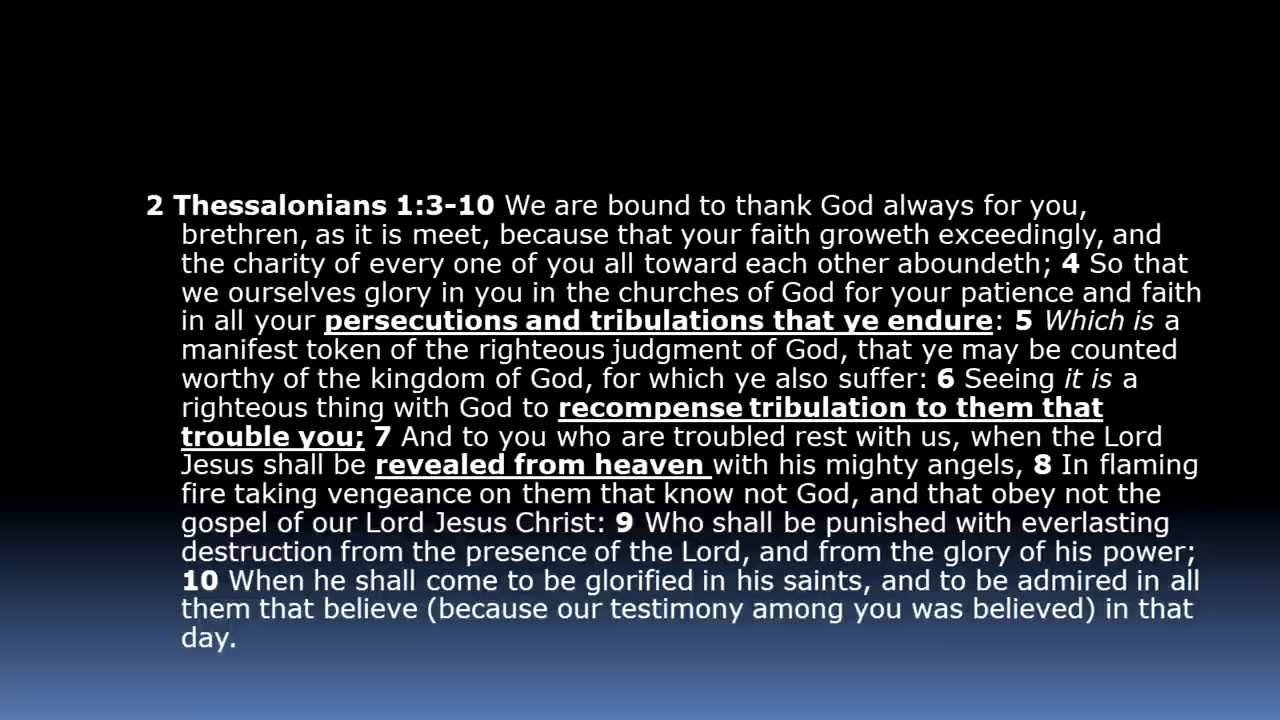 2 Thessalonians 1:3-10 We are bound to thank God always for you,
brethren, as it is meet, because that your faith groweth exceedingly, and
the charity of every one of you all toward each other aboundeth; 4 So that
we ourselves glory in you in the churches of God for your patience and faith
in all your persecutions and tribulations that ye endure: 5 Which is a
manifest token of the righteous judgment of God, that ye may be counted
worthy of the kingdom of God, for which ye also suffer: 6 Seeing it is a
righteous thing with God to recompense tribulation to them that
trouble you; 7 And to you who are troubled rest with us, when the Lord
Jesus shall be revealed from heaven with his mighty angels, 8 In flaming
fire taking vengeance on them that know not God, and that obey not the
gospel of our Lord Jesus Christ: 9 Who shall be punished with everlasting
destruction from the presence of the Lord, and from the glory of his power;
10 When he shall come to be glorified in his saints, and to be admired in all
them that believe (because our testimony among you was believed) in that
day.